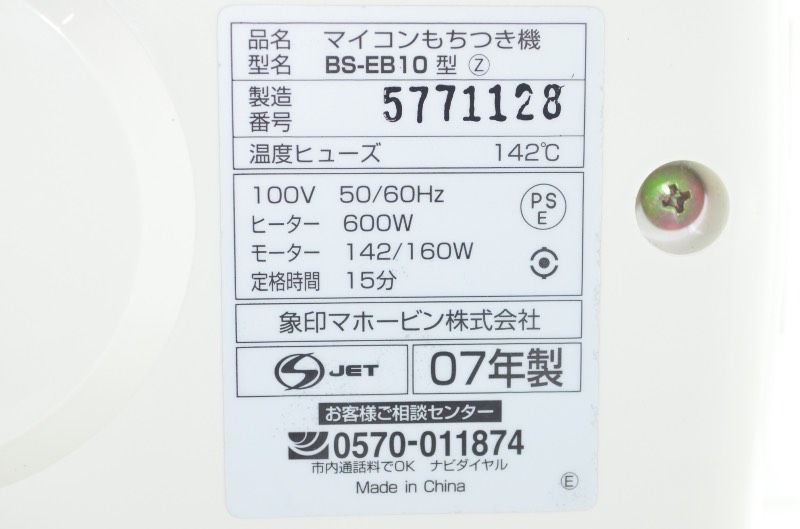 品名 マイコンもちつき機
型名 BS-EB10 型 Ⓩ
製造番号 5771128
温度ヒューズ 142℃
100V 50/60Hz
ヒーター 600W
モーター 142/160W
定格時間 15分
PS
E
象印マホービン株式会社
S JET
07年製
お客様ご相談センター
0570-011874
市内通話料でOK ナビダイヤル
Made in China
Ⓔ